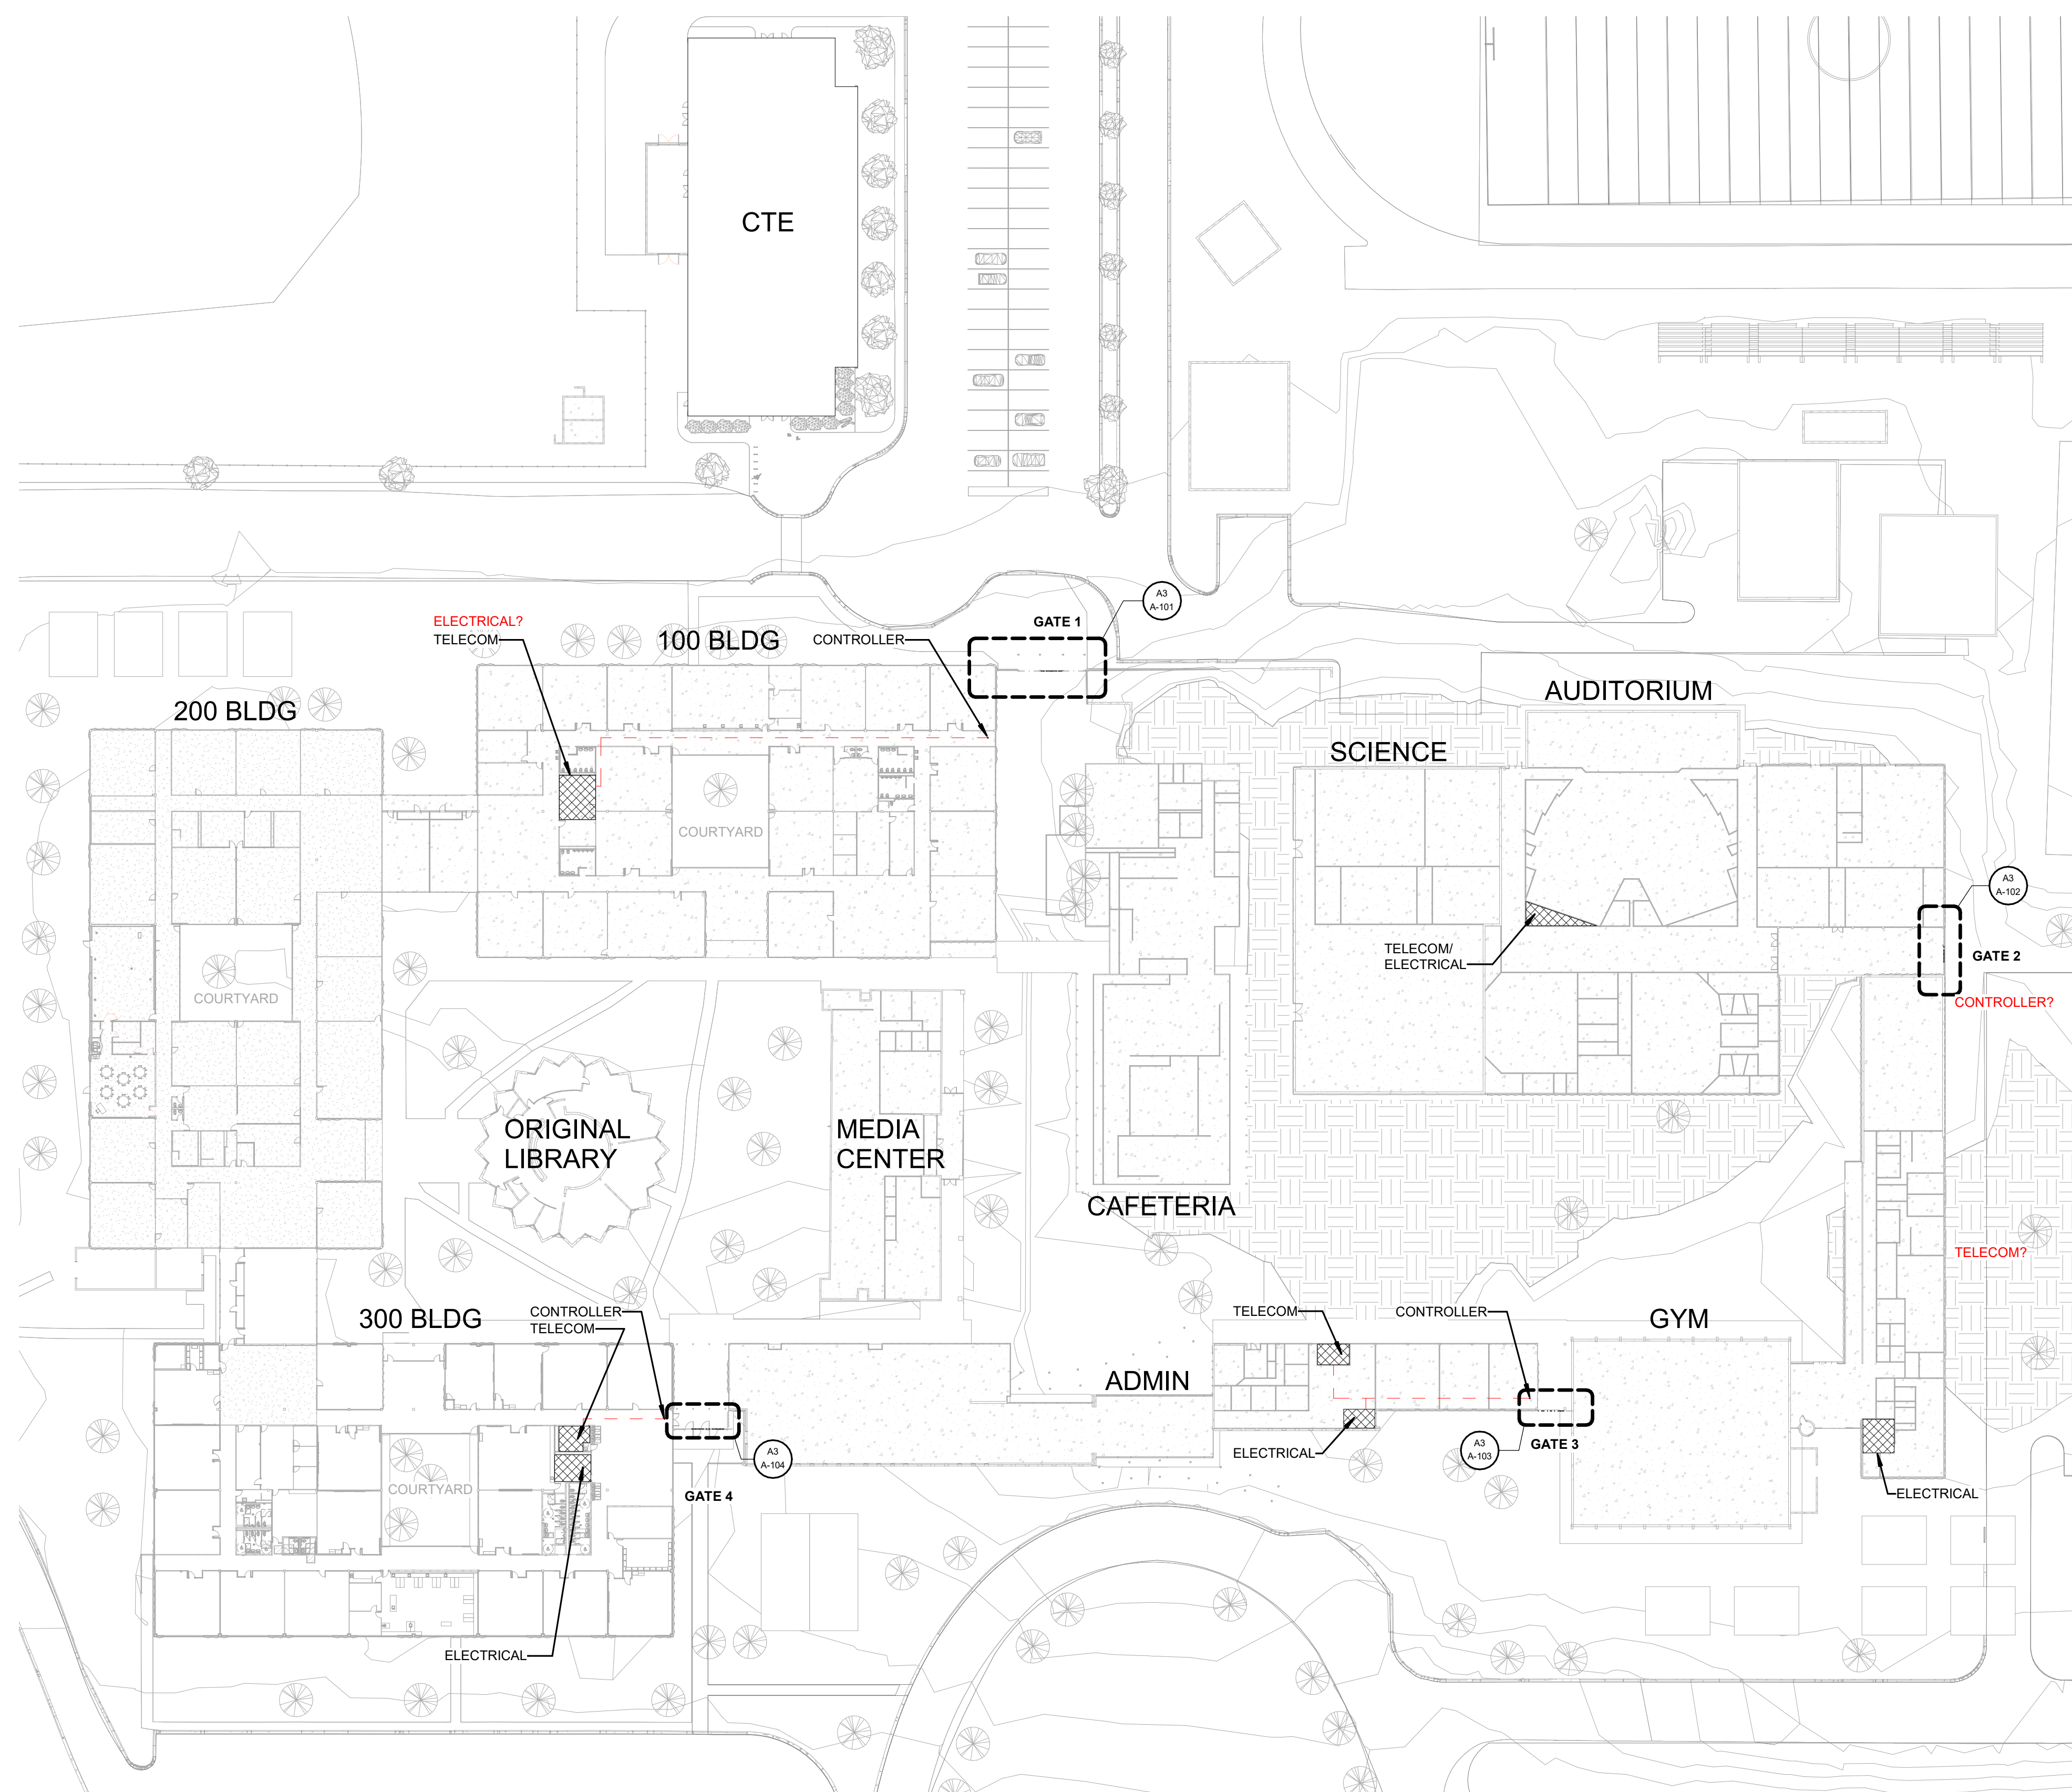 CTE
A3
A-101
GATE 1
ELECTRICAL?
TELECOM
100 BLDG
CONTROLLER
200 BLDG
AUDITORIUM
SCIENCE
COURTYARD
A3
A-102
TELECOM/
ELECTRICAL
GATE 2
COURTYARD
CONTROLLER?
ORIGINAL
LIBRARY
MEDIA
CENTER
CAFETERIA
TELECOM?
300 BLDG
CONTROLLER
TELECOM
TELECOM
CONTROLLER
GYM
ADMIN
A3
A-104
ELECTRICAL
A3
A-103
GATE 3
COURTYARD
GATE 4
ELECTRICAL
ELECTRICAL